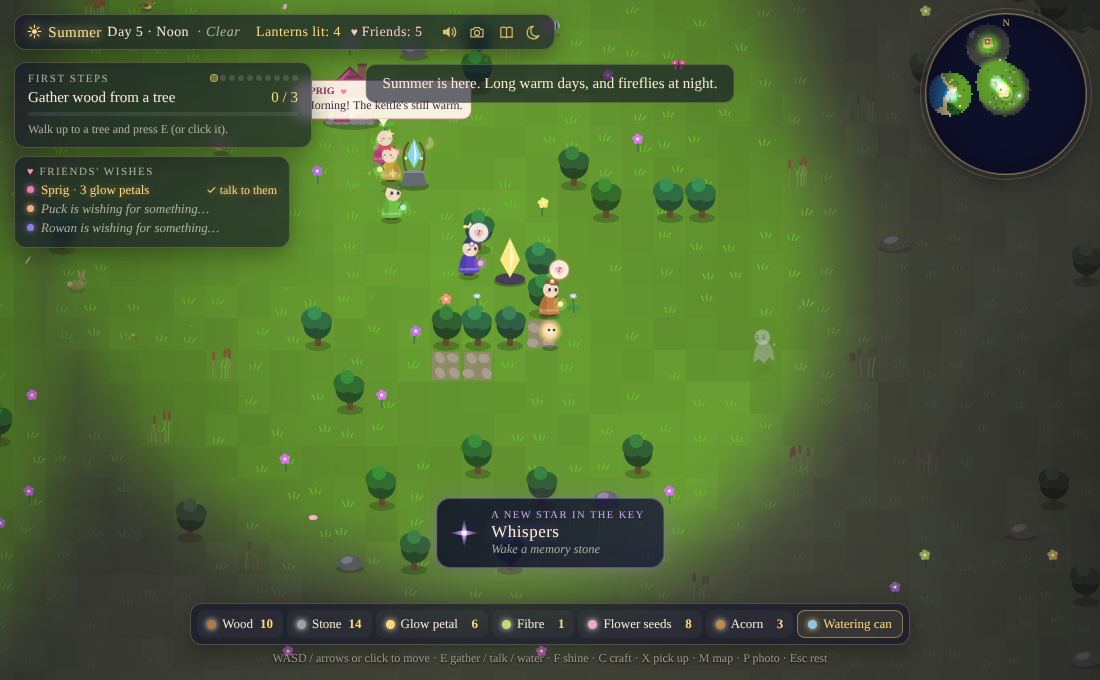 Summer Day 5 · Noon · Clear Lanterns lit: 4 ♥ Friends: 5
N
FIRST STEPS
Gather wood from a tree 0 / 3
Walk up to a tree and press E (or click it).
Summer is here. Long warm days, and fireflies at night.
PRIG ♥
Morning! The kettle's still warm.
♥ FRIENDS' WISHES
Sprig · 3 glow petals ✓ talk to them
Puck is wishing for something…
Rowan is wishing for something…
?
?
A NEW STAR IN THE KEY
Whispers
Wake a memory stone
Wood 10 Stone 14 Glow petal 6 Fibre 1 Flower seeds 8 Acorn 3 Watering can
WASD / arrows or click to move · E gather / talk / water · F shine · C craft · X pick up · M map · P photo · Esc rest